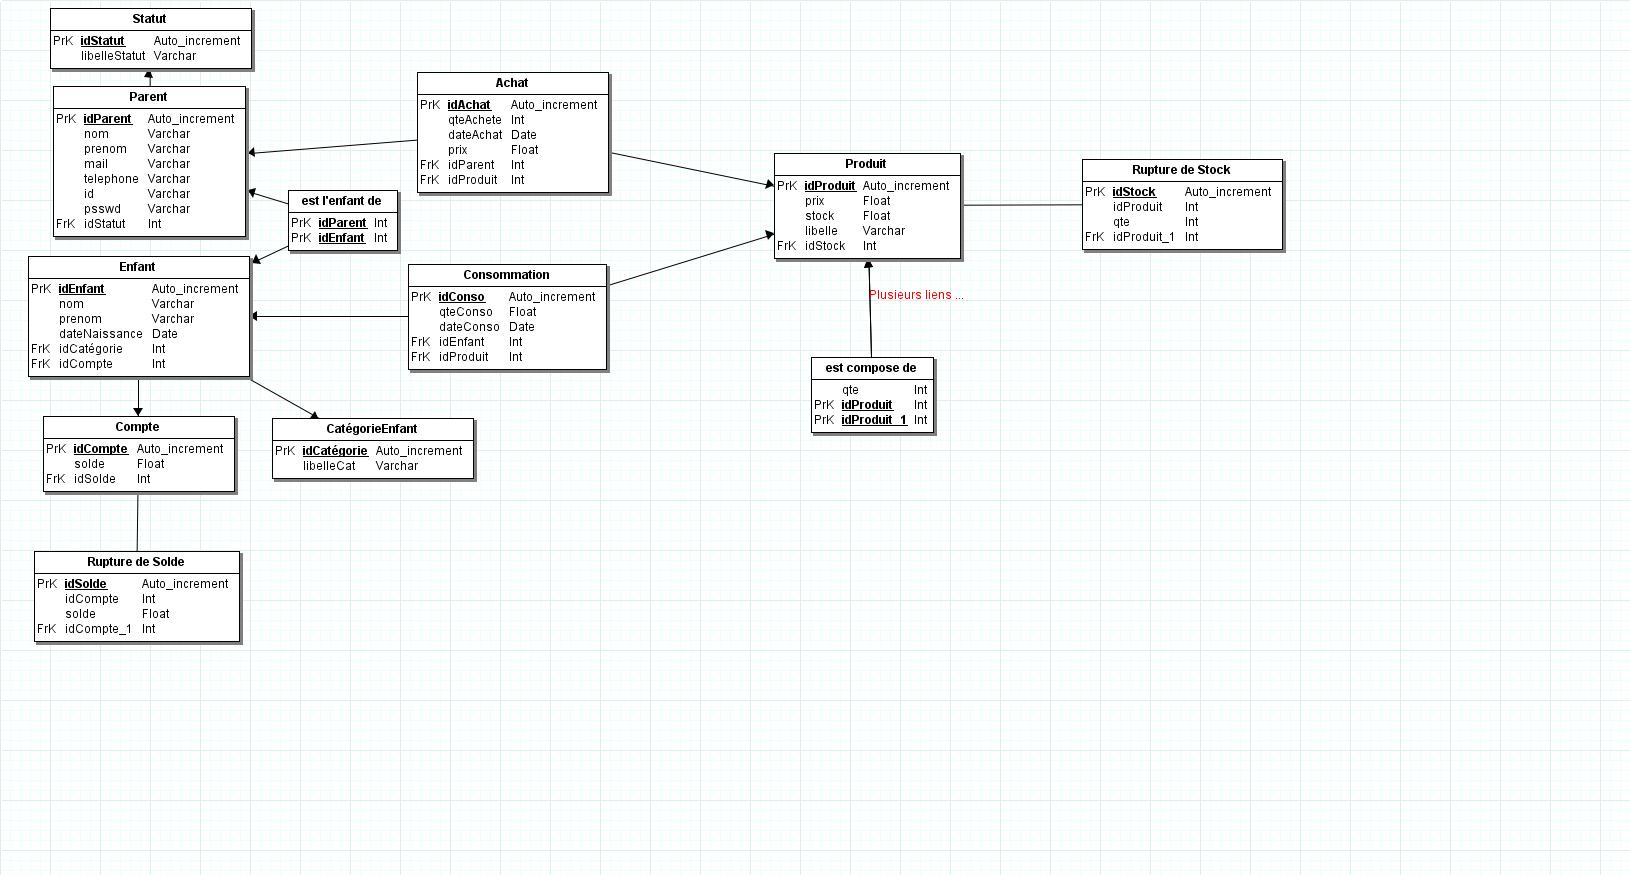 Statut
PrK idStatut Auto_increment
libelleStatut Varchar
Parent
PrK idParent Auto_increment
nom Varchar
prenom Varchar
mail Varchar
telephone Varchar
id Varchar
psswd Varchar
FrK idStatut Int
Achat
PrK idAchat Auto_increment
qteAchete Int
dateAchat Date
prix Float
FrK idParent Int
FrK idProduit Int
est l'enfant de
PrK idParent Int
PrK idEnfant Int
Produit
PrK idProduit Auto_increment
prix Float
stock Float
libelle Varchar
FrK idStock Int
Rupture de Stock
PrK idStock Auto_increment
idProduit Int
qte Int
FrK idProduit_1 Int
Enfant
PrK idEnfant Auto_increment
nom Varchar
prenom Varchar
dateNaissance Date
FrK idCatégorie Int
FrK idCompte Int
Consommation
PrK idConso Auto_increment
qteConso Float
dateConso Date
FrK idEnfant Int
FrK idProduit Int
Plusieurs liens ...
est compose de
qte Int
PrK idProduit Int
PrK idProduit_1 Int
Compte
PrK idCompte Auto_increment
solde Float
FrK idSolde Int
CatégorieEnfant
PrK idCatégorie Auto_increment
libelleCat Varchar
Rupture de Solde
PrK idSolde Auto_increment
idCompte Int
solde Float
FrK idCompte_1 Int